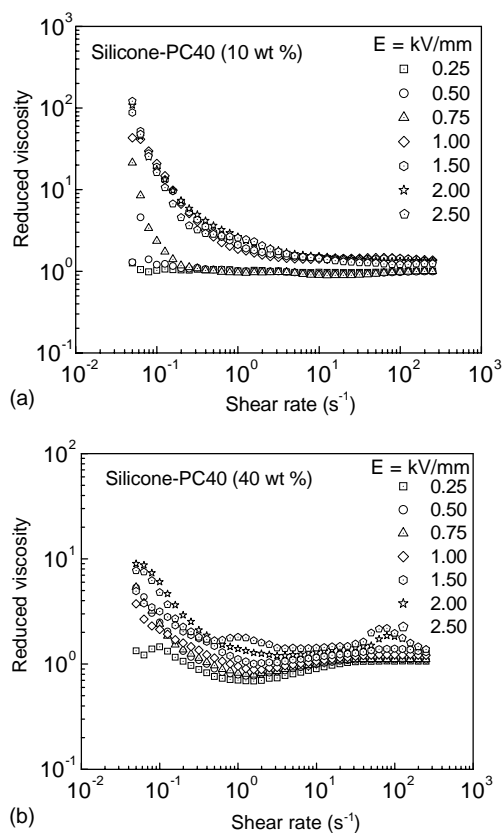 Silicone-PC40 (10 wt %)
E = kV/mm
0.25
0.50
0.75
1.00
1.50
2.00
2.50
10³
10²
10¹
10⁰
10⁻¹
Reduced viscosity
10⁻² 10⁻¹ 10⁰ 10¹ 10² 10³
Shear rate (s⁻¹)
(a)
Silicone-PC40 (40 wt %)
E = kV/mm
0.25
0.50
0.75
1.00
1.50
2.00
2.50
10²
10¹
10⁰
10⁻¹
Reduced viscosity
10⁻² 10⁻¹ 10⁰ 10¹ 10² 10³
Shear rate (s⁻¹)
(b)